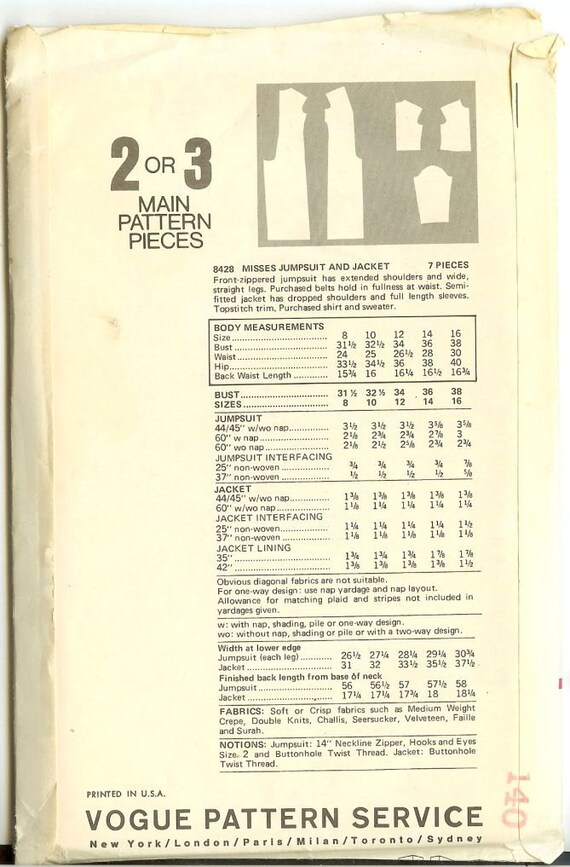 2 OR 3
MAIN
PATTERN
PIECES
8428 MISSES JUMPSUIT AND JACKET 7 PIECES
Front-zippered jumpsuit has extended shoulders and wide,
straight legs. Purchased belts hold in fullness at waist. Semi-
fitted jacket has dropped shoulders and full length sleeves.
Topstitch trim. Purchased shirt and sweater.
BODY MEASUREMENTS
Size 8 10 12 14 16
Bust 31½ 32½ 34 36 38
Waist 24 25 26½ 28 30
Hip 33½ 34½ 36 38 40
Back Waist Length 15¾ 16 16¼ 16½ 16¾
BUST 31 ½ 32 ½ 34 36 38
SIZES 8 10 12 14 16
JUMPSUIT
44/45" w/wo nap 3½ 3½ 3½ 3⅝ 3⅝
60" w nap 2⅛ 2¾ 2¾ 2⅞ 3
60" wo nap 2⅛ 2½ 2⅝ 2¾ 2¾
JUMPSUIT INTERFACING
25" non-woven ¾ ¾ ¾ ¾ ⅞
37" non-woven ½ ½ ½ ½ ⅝
JACKET
44/45" w/wo nap 1⅜ 1⅜ 1⅜ 1⅜ 1⅜
60" w/wo nap 1⅛ 1¼ 1¼ 1¼ 1¼
JACKET INTERFACING
25" non-woven 1¼ 1¼ 1¼ 1¼ 1½
37" non-woven 1⅛ 1⅛ 1⅛ 1⅛ 1⅛
JACKET LINING
35" 1¾ 1¾ 1¾ 1⅞ 1⅞
42" 1⅜ 1⅜ 1⅜ 1⅜ 1½
Obvious diagonal fabrics are not suitable.
For one-way design: use nap yardage and nap layout.
Allowance for matching plaid and stripes not included in
yardages given.
w: with nap, shading, pile or one-way design.
wo: without nap, shading or pile or with a two-way design.
Width at lower edge
Jumpsuit (each leg) 26½ 27¼ 28¼ 29¼ 30¾
Jacket 31 32 33½ 35½ 37½
Finished back length from base of neck
Jumpsuit 56 56½ 57 57½ 58
Jacket 17¼ 17¼ 17¾ 18 18¼
FABRICS: Soft or Crisp fabrics such as Medium Weight
Crepe, Double Knits, Challis, Seersucker, Velveteen, Faille
and Surah.
NOTIONS: Jumpsuit: 14" Neckline Zipper, Hooks and Eyes
Size. 2 and Buttonhole Twist Thread. Jacket: Buttonhole
Twist Thread.
140
PRINTED IN U.S.A.
VOGUE PATTERN SERVICE
New York/London/Paris/Milan/Toronto/Sydney